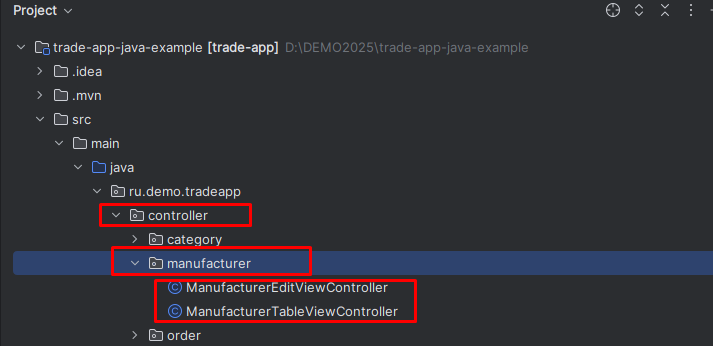 Project
trade-app-java-example [trade-app] D:\DEMO2025\trade-app-java-example
.idea
.mvn
src
main
java
ru.demo.tradeapp
controller
category
manufacturer
ManufacturerEditViewController
ManufacturerTableViewController
order